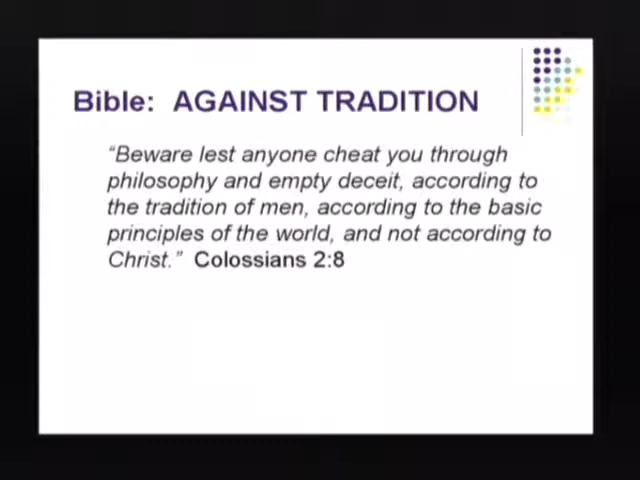 Bible:  AGAINST TRADITION
“Beware lest anyone cheat you through
philosophy and empty deceit, according to
the tradition of men, according to the basic
principles of the world, and not according to
Christ.”  Colossians 2:8